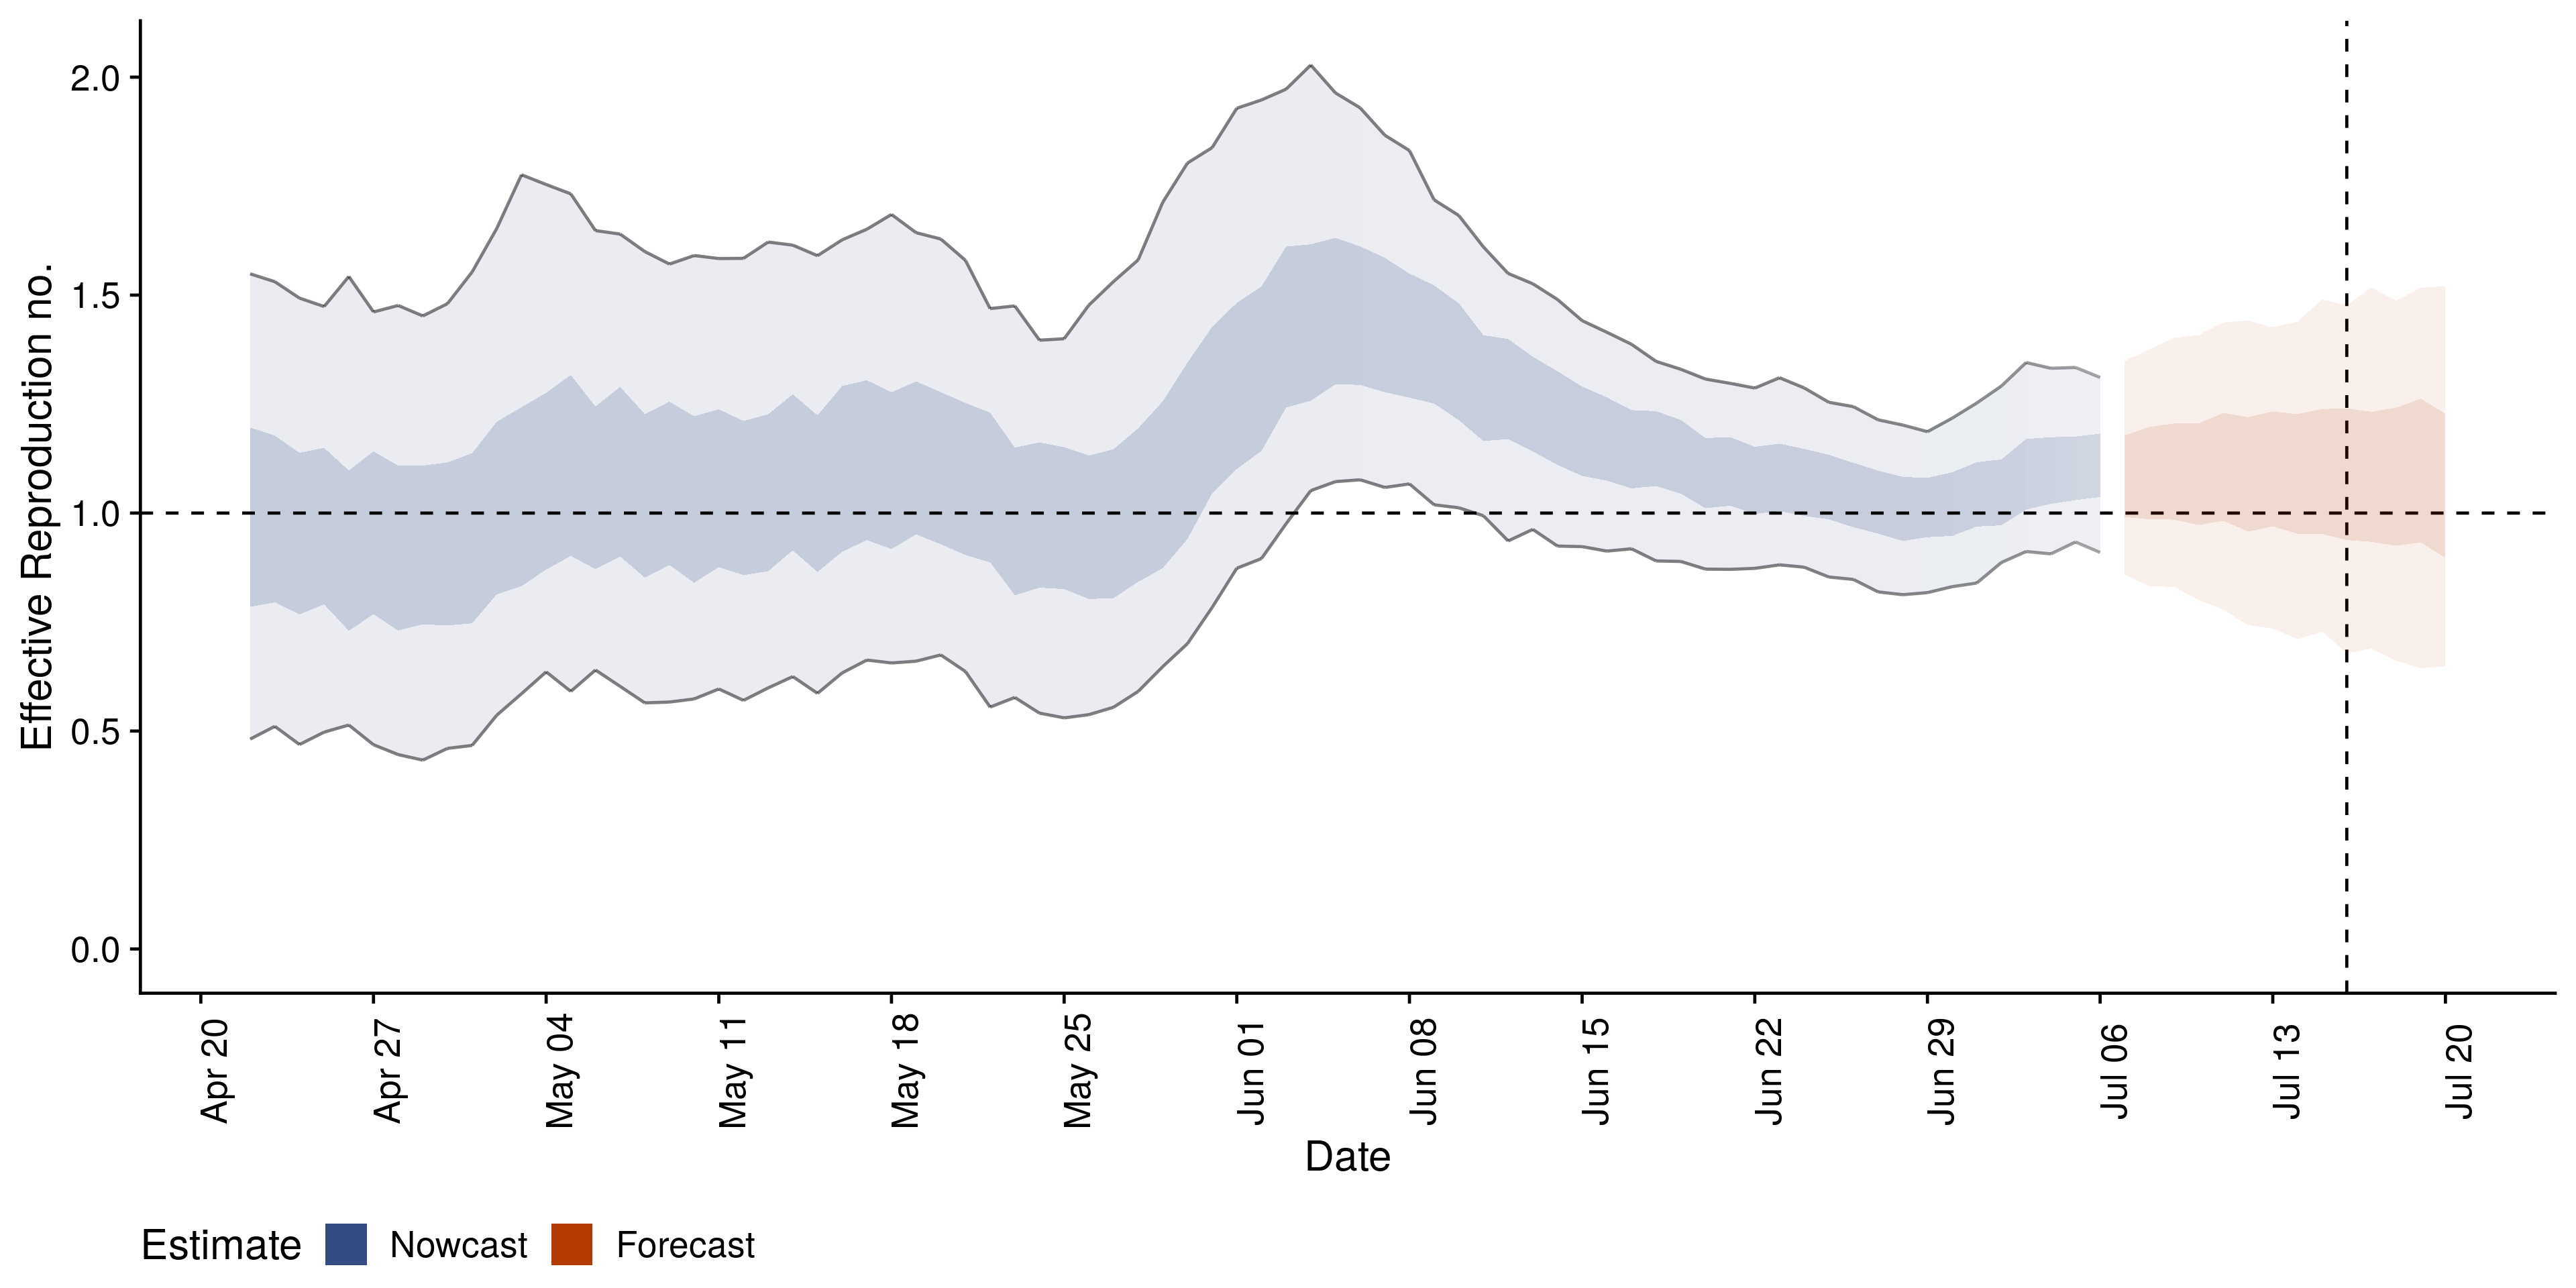 Effective Reproduction no.
2.0
1.5
1.0
0.5
0.0
Apr 20
Apr 27
May 04
May 11
May 18
May 25
Jun 01
Jun 08
Jun 15
Jun 22
Jun 29
Jul 06
Jul 13
Jul 20
Date
Estimate Nowcast Forecast